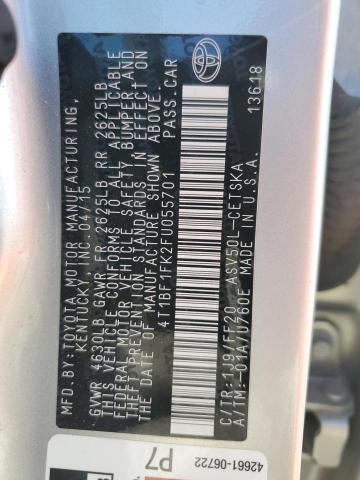 MFD. BY: TOYOTA MOTOR MANUFACTURING,
KENTUCKY, INC. 04/15
GVWR 4630LB GAWR FR 2625LB RR 2625LB
THIS VEHICLE CONFORMS TO ALL APPLICABLE
FEDERAL MOTOR VEHICLE SAFETY, BUMPER, AND
THEFT PREVENTION STANDARDS IN EFFECT ON
THE DATE OF MANUFACTURE SHOWN ABOVE.
4T1BF1FK2FU055701 PASS. CAR
C/TR: 1J9/FF20 ASV50L-CETSKA
A/TM: -01A/U760E MADE IN U.S.A. 13618
42661-06722
P7